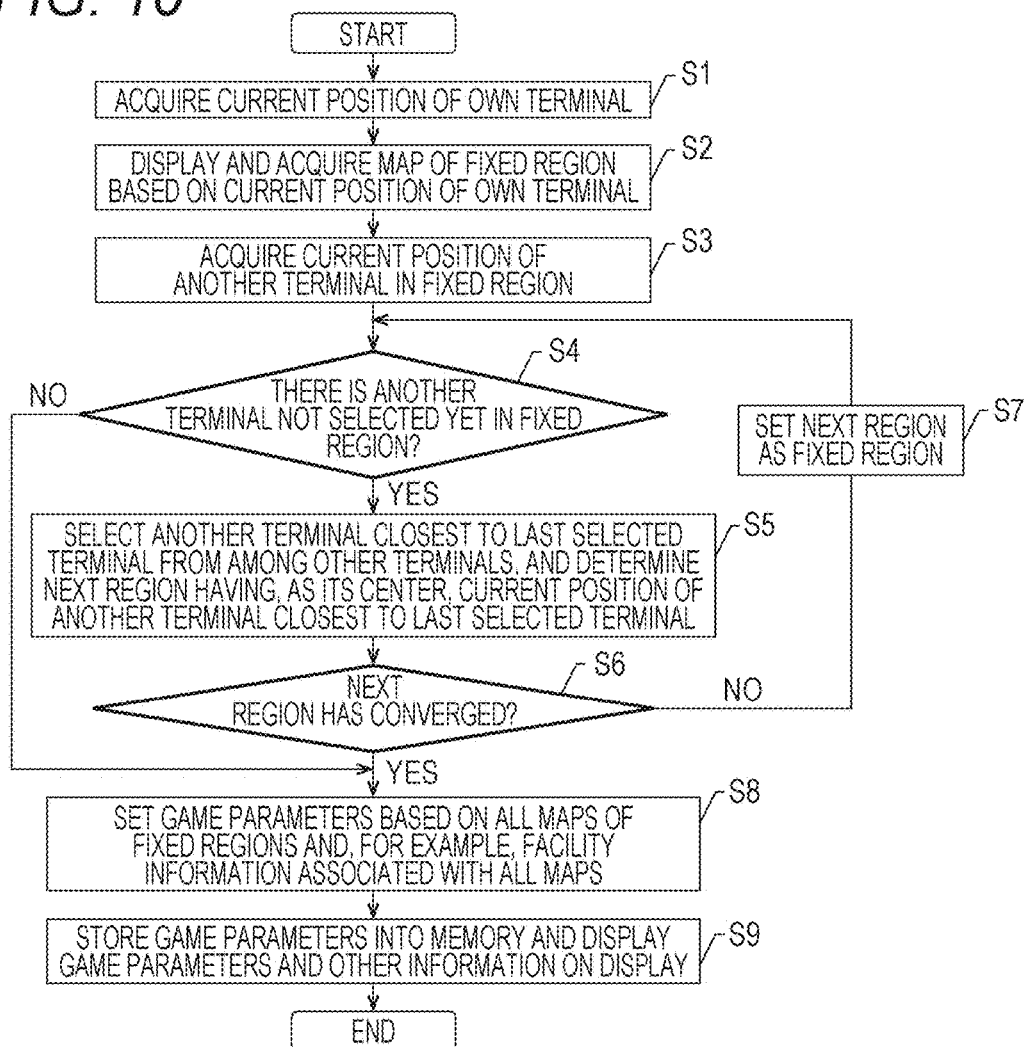 START
ACQUIRE CURRENT POSITION OF OWN TERMINAL
S1
DISPLAY AND ACQUIRE MAP OF FIXED REGION
BASED ON CURRENT POSITION OF OWN TERMINAL
S2
ACQUIRE CURRENT POSITION OF
ANOTHER TERMINAL IN FIXED REGION
S3
S4
THERE IS ANOTHER
TERMINAL NOT SELECTED YET IN FIXED
REGION?
NO
YES
SET NEXT REGION
AS FIXED REGION
S7
SELECT ANOTHER TERMINAL CLOSEST TO LAST SELECTED
TERMINAL FROM AMONG OTHER TERMINALS, AND DETERMINE
NEXT REGION HAVING, AS ITS CENTER, CURRENT POSITION OF
ANOTHER TERMINAL CLOSEST TO LAST SELECTED TERMINAL
S5
S6
NEXT
REGION HAS CONVERGED?
NO
YES
SET GAME PARAMETERS BASED ON ALL MAPS OF
FIXED REGIONS AND, FOR EXAMPLE, FACILITY
INFORMATION ASSOCIATED WITH ALL MAPS
S8
STORE GAME PARAMETERS INTO MEMORY AND DISPLAY
GAME PARAMETERS AND OTHER INFORMATION ON DISPLAY
S9
END